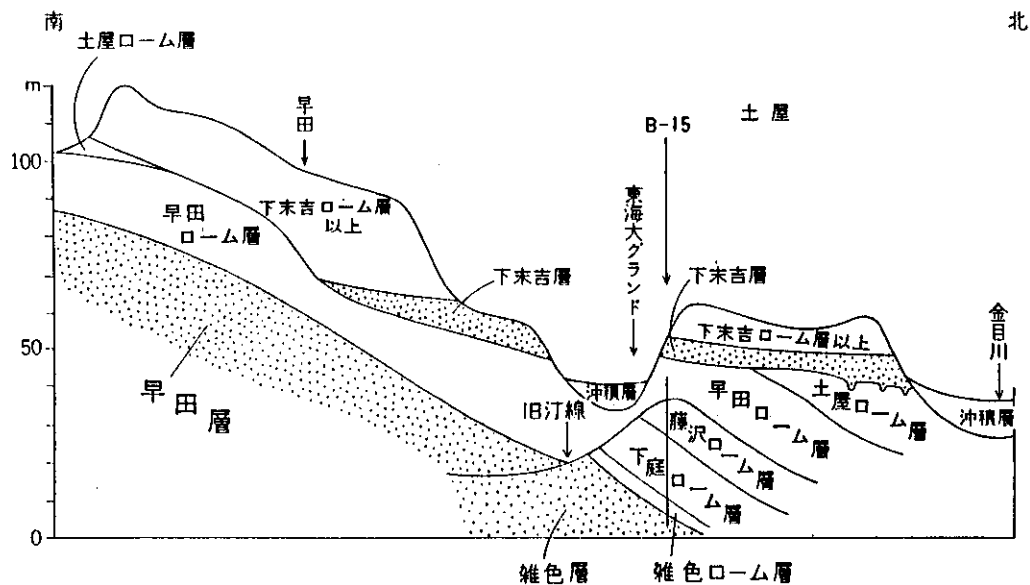 南
北
土屋ローム層
m
100
50
0
早田
B-15
土屋
東海大グランド
早田
ローム層
下末吉ローム層
以上
下末吉層
下末吉層
下末吉ローム層以上
金目川
早田層
旧汀線
沖積層
藤沢ローム層
早田ローム層
土屋ローム層
沖積層
下庭ローム層
雑色層
雑色ローム層